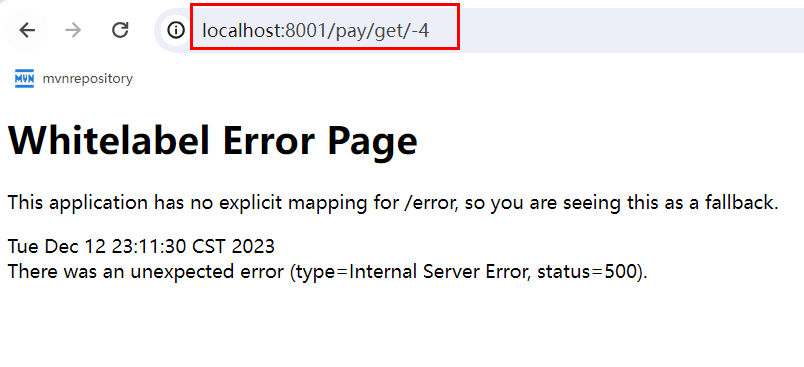 localhost:8001/pay/get/-4
MVN mvnrepository
Whitelabel Error Page
This application has no explicit mapping for /error, so you are seeing this as a fallback.
Tue Dec 12 23:11:30 CST 2023
There was an unexpected error (type=Internal Server Error, status=500).